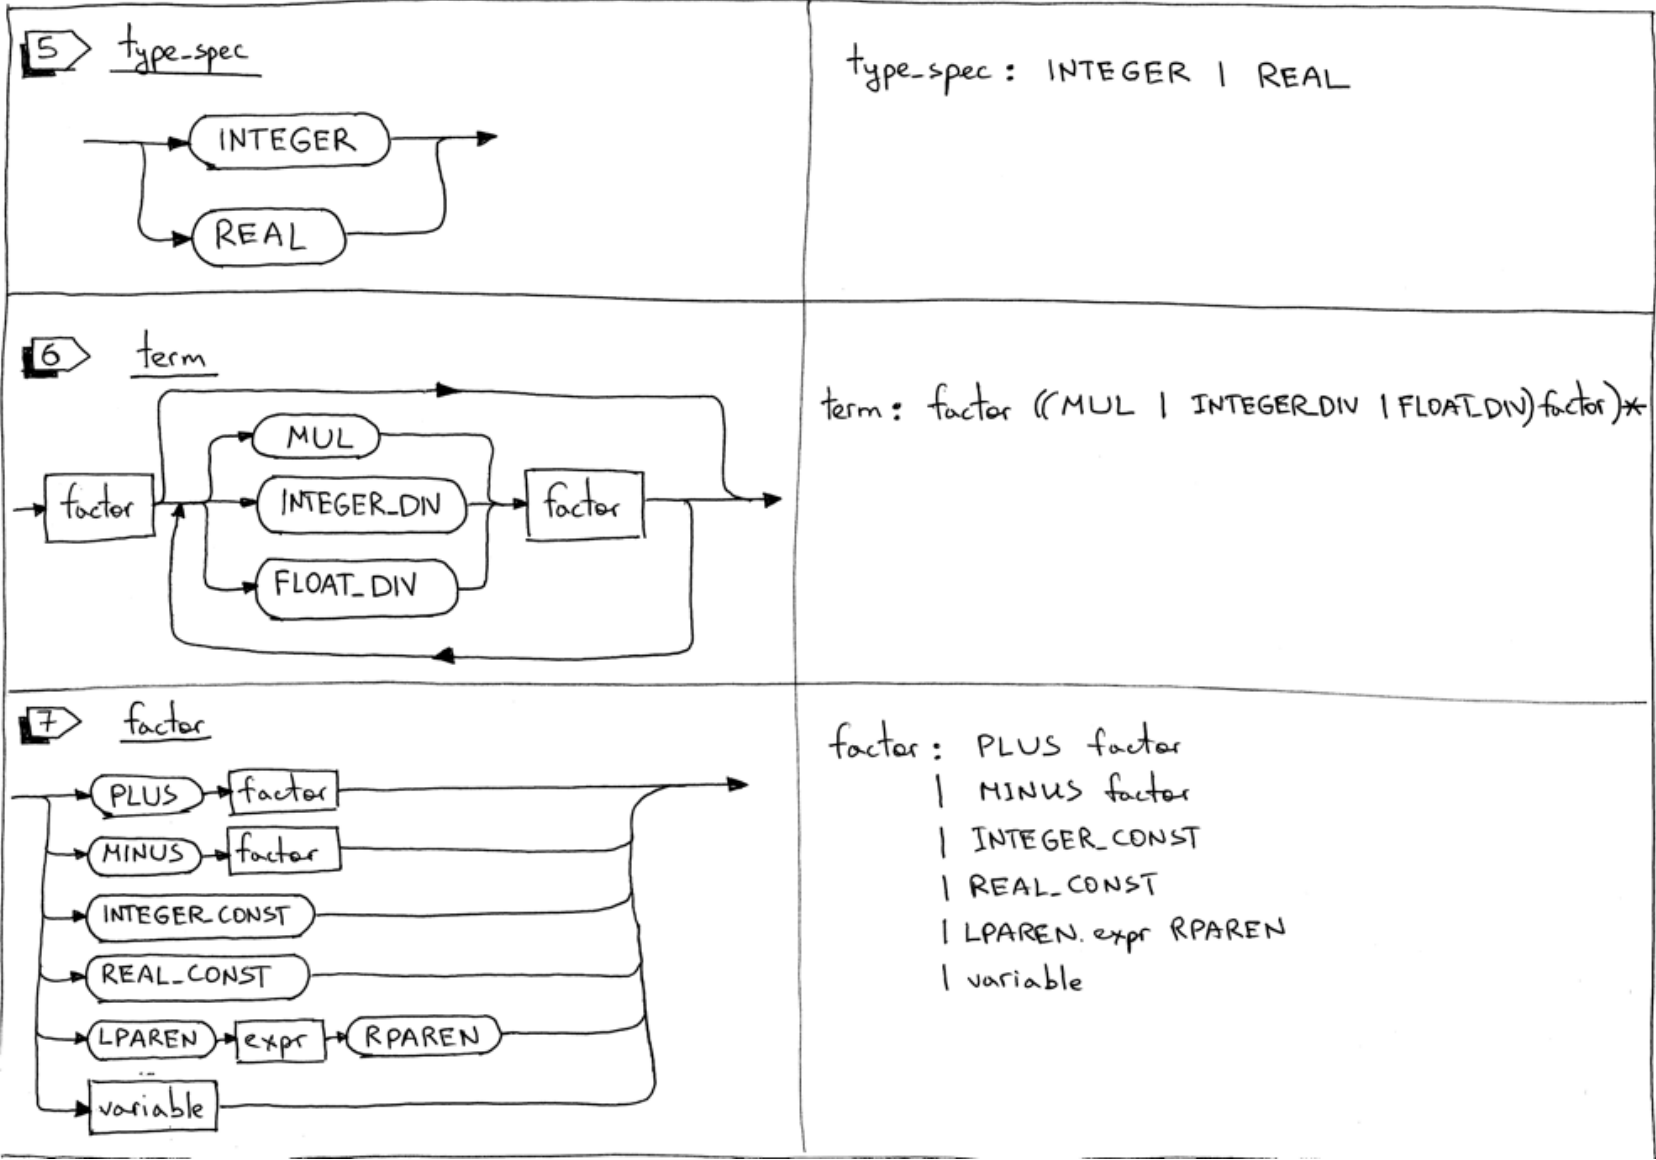 5 type_spec
type_spec: INTEGER | REAL
INTEGER
REAL
6 term
term: factor ((MUL | INTEGER_DIV | FLOAT_DIV) factor)*
MUL
factor INTEGER_DIV factor
FLOAT_DIV
7 factor
PLUS factor
MINUS factor
INTEGER_CONST
REAL_CONST
LPAREN expr RPAREN
variable
factor: PLUS factor
| MINUS factor
| INTEGER_CONST
| REAL_CONST
| LPAREN expr RPAREN
| variable